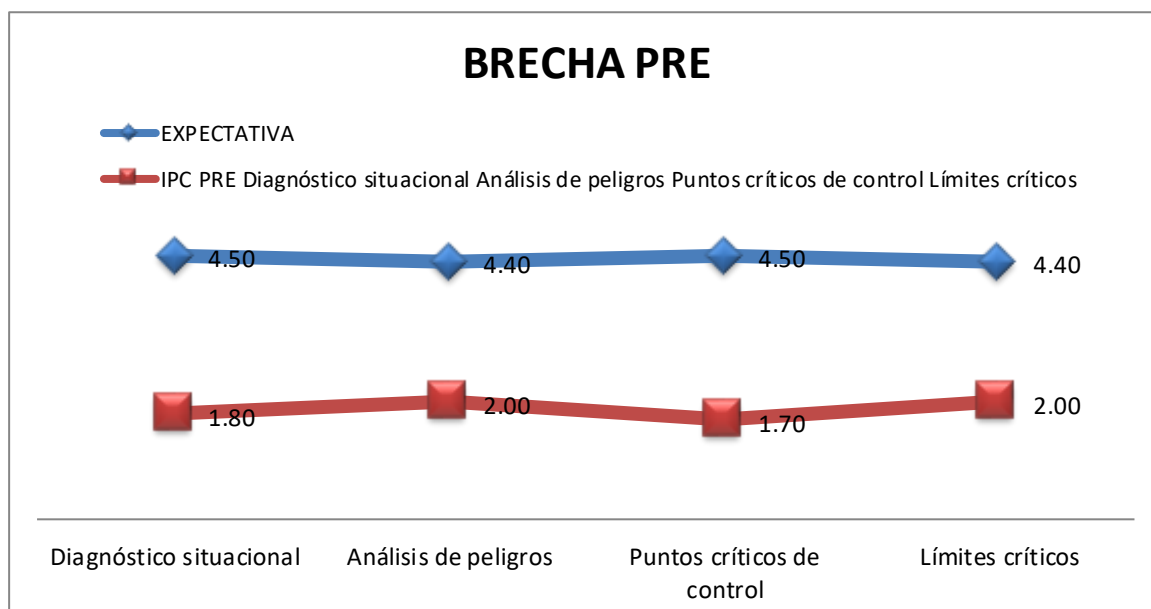 BRECHA PRE
EXPECTATIVA
IPC PRE Diagnóstico situacional Análisis de peligros Puntos críticos de control Límites críticos
4.50
4.40
4.50
4.40
1.80
2.00
1.70
2.00
Diagnóstico situacional
Análisis de peligros
Puntos críticos de
control
Límites críticos